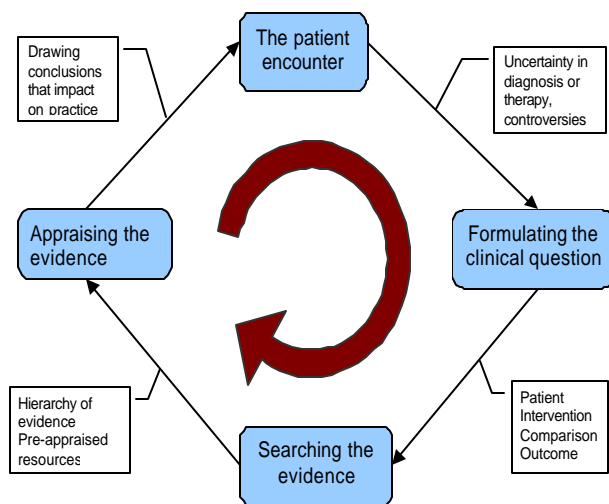 The patient
encounter
Uncertainty in
diagnosis or
therapy,
controversies
Formulating the
clinical question
Patient
Intervention
Comparison
Outcome
Searching the
evidence
Hierarchy of
evidence
Pre-appraised
resources
Appraising the
evidence
Drawing
conclusions
that impact
on practice